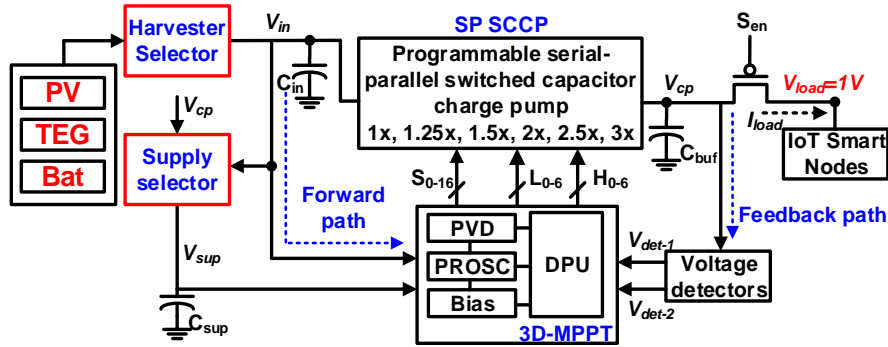 Harvester
Selector
PV
TEG
Bat
V_cp
Supply
selector
V_sup
C_sup
V_in
C_in
Forward
path
SP SCCP
Programmable serial-
parallel switched capacitor
charge pump
1x, 1.25x, 1.5x, 2x, 2.5x, 3x
S_0-16
L_0-6
H_0-6
PVD
PROSC
Bias
DPU
3D-MPPT
V_cp
C_buf
S_en
V_load=1V
I_load
IoT Smart
Nodes
Feedback path
V_det-1
V_det-2
Voltage
detectors